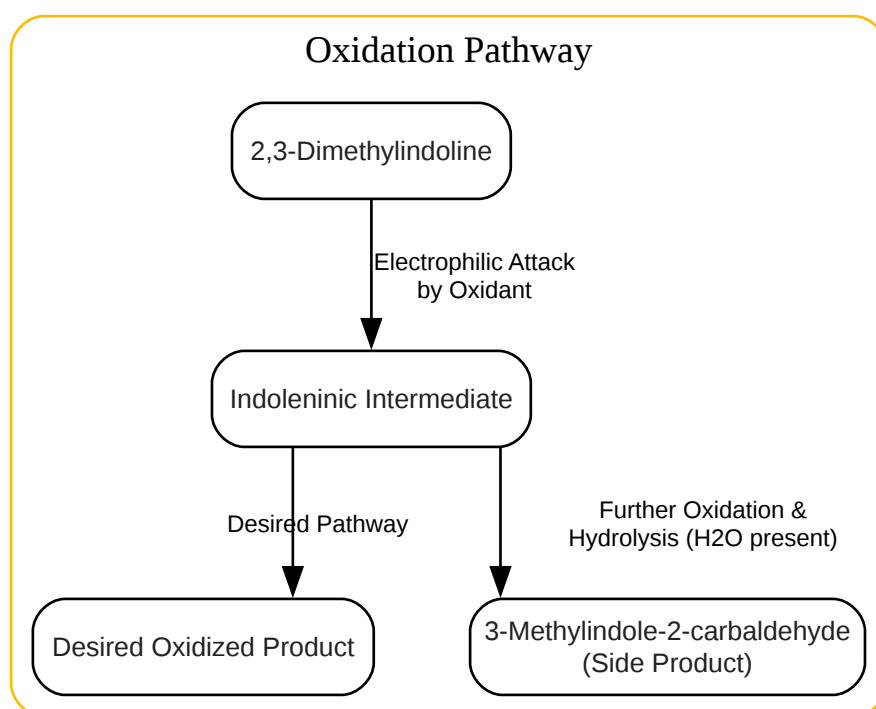 Oxidation Pathway
2,3-Dimethylindoline
Electrophilic Attack
by Oxidant
Indoleninic Intermediate
Desired Pathway
Further Oxidation &
Hydrolysis (H2O present)
Desired Oxidized Product
3-Methylindole-2-carbaldehyde
(Side Product)